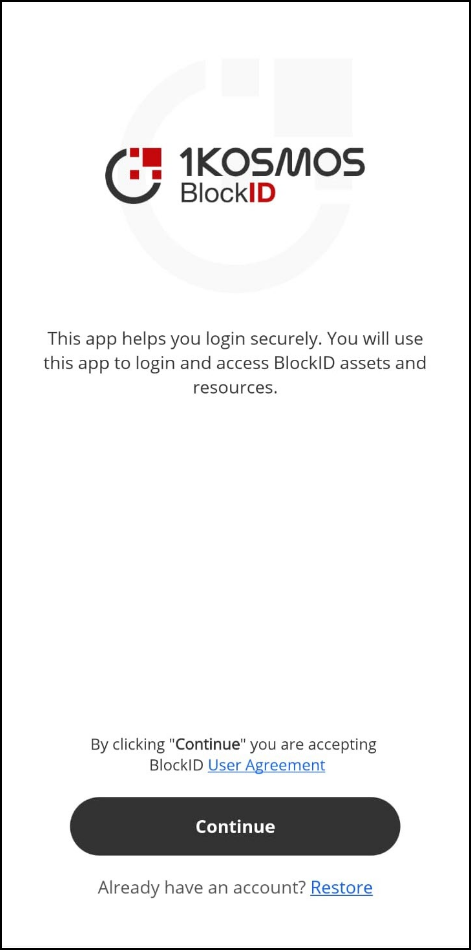 1KOSMOS
BlockID
This app helps you login securely. You will use
this app to login and access BlockID assets and
resources.
By clicking "Continue" you are accepting
BlockID User Agreement
Continue
Already have an account? Restore